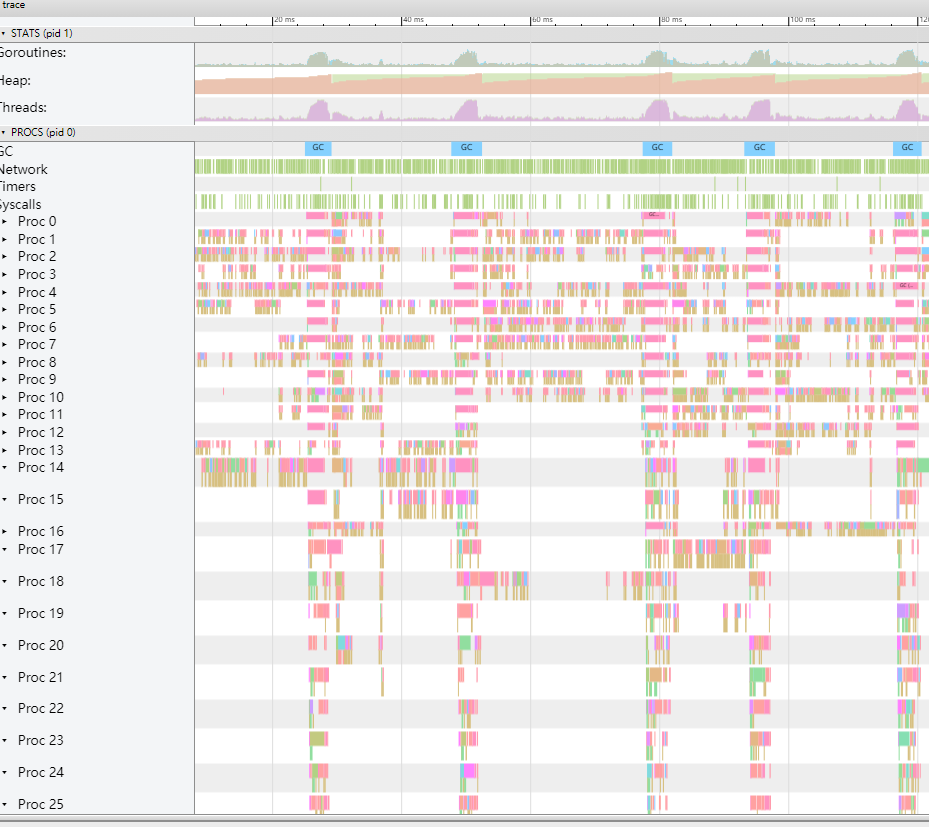 trace
20 ms
40 ms
60 ms
80 ms
100 ms
120
STATS (pid 1)
Goroutines:
Heap:
Threads:
PROCS (pid 0)
GC
GC GC GC GC GC
Network
Timers
Syscalls
Proc 0
GC...
Proc 1
Proc 2
Proc 3
Proc 4
Proc 5
Proc 6
Proc 7
Proc 8
Proc 9
Proc 10
Proc 11
Proc 12
Proc 13
Proc 14
Proc 15
Proc 16
Proc 17
Proc 18
Proc 19
Proc 20
Proc 21
Proc 22
Proc 23
Proc 24
Proc 25